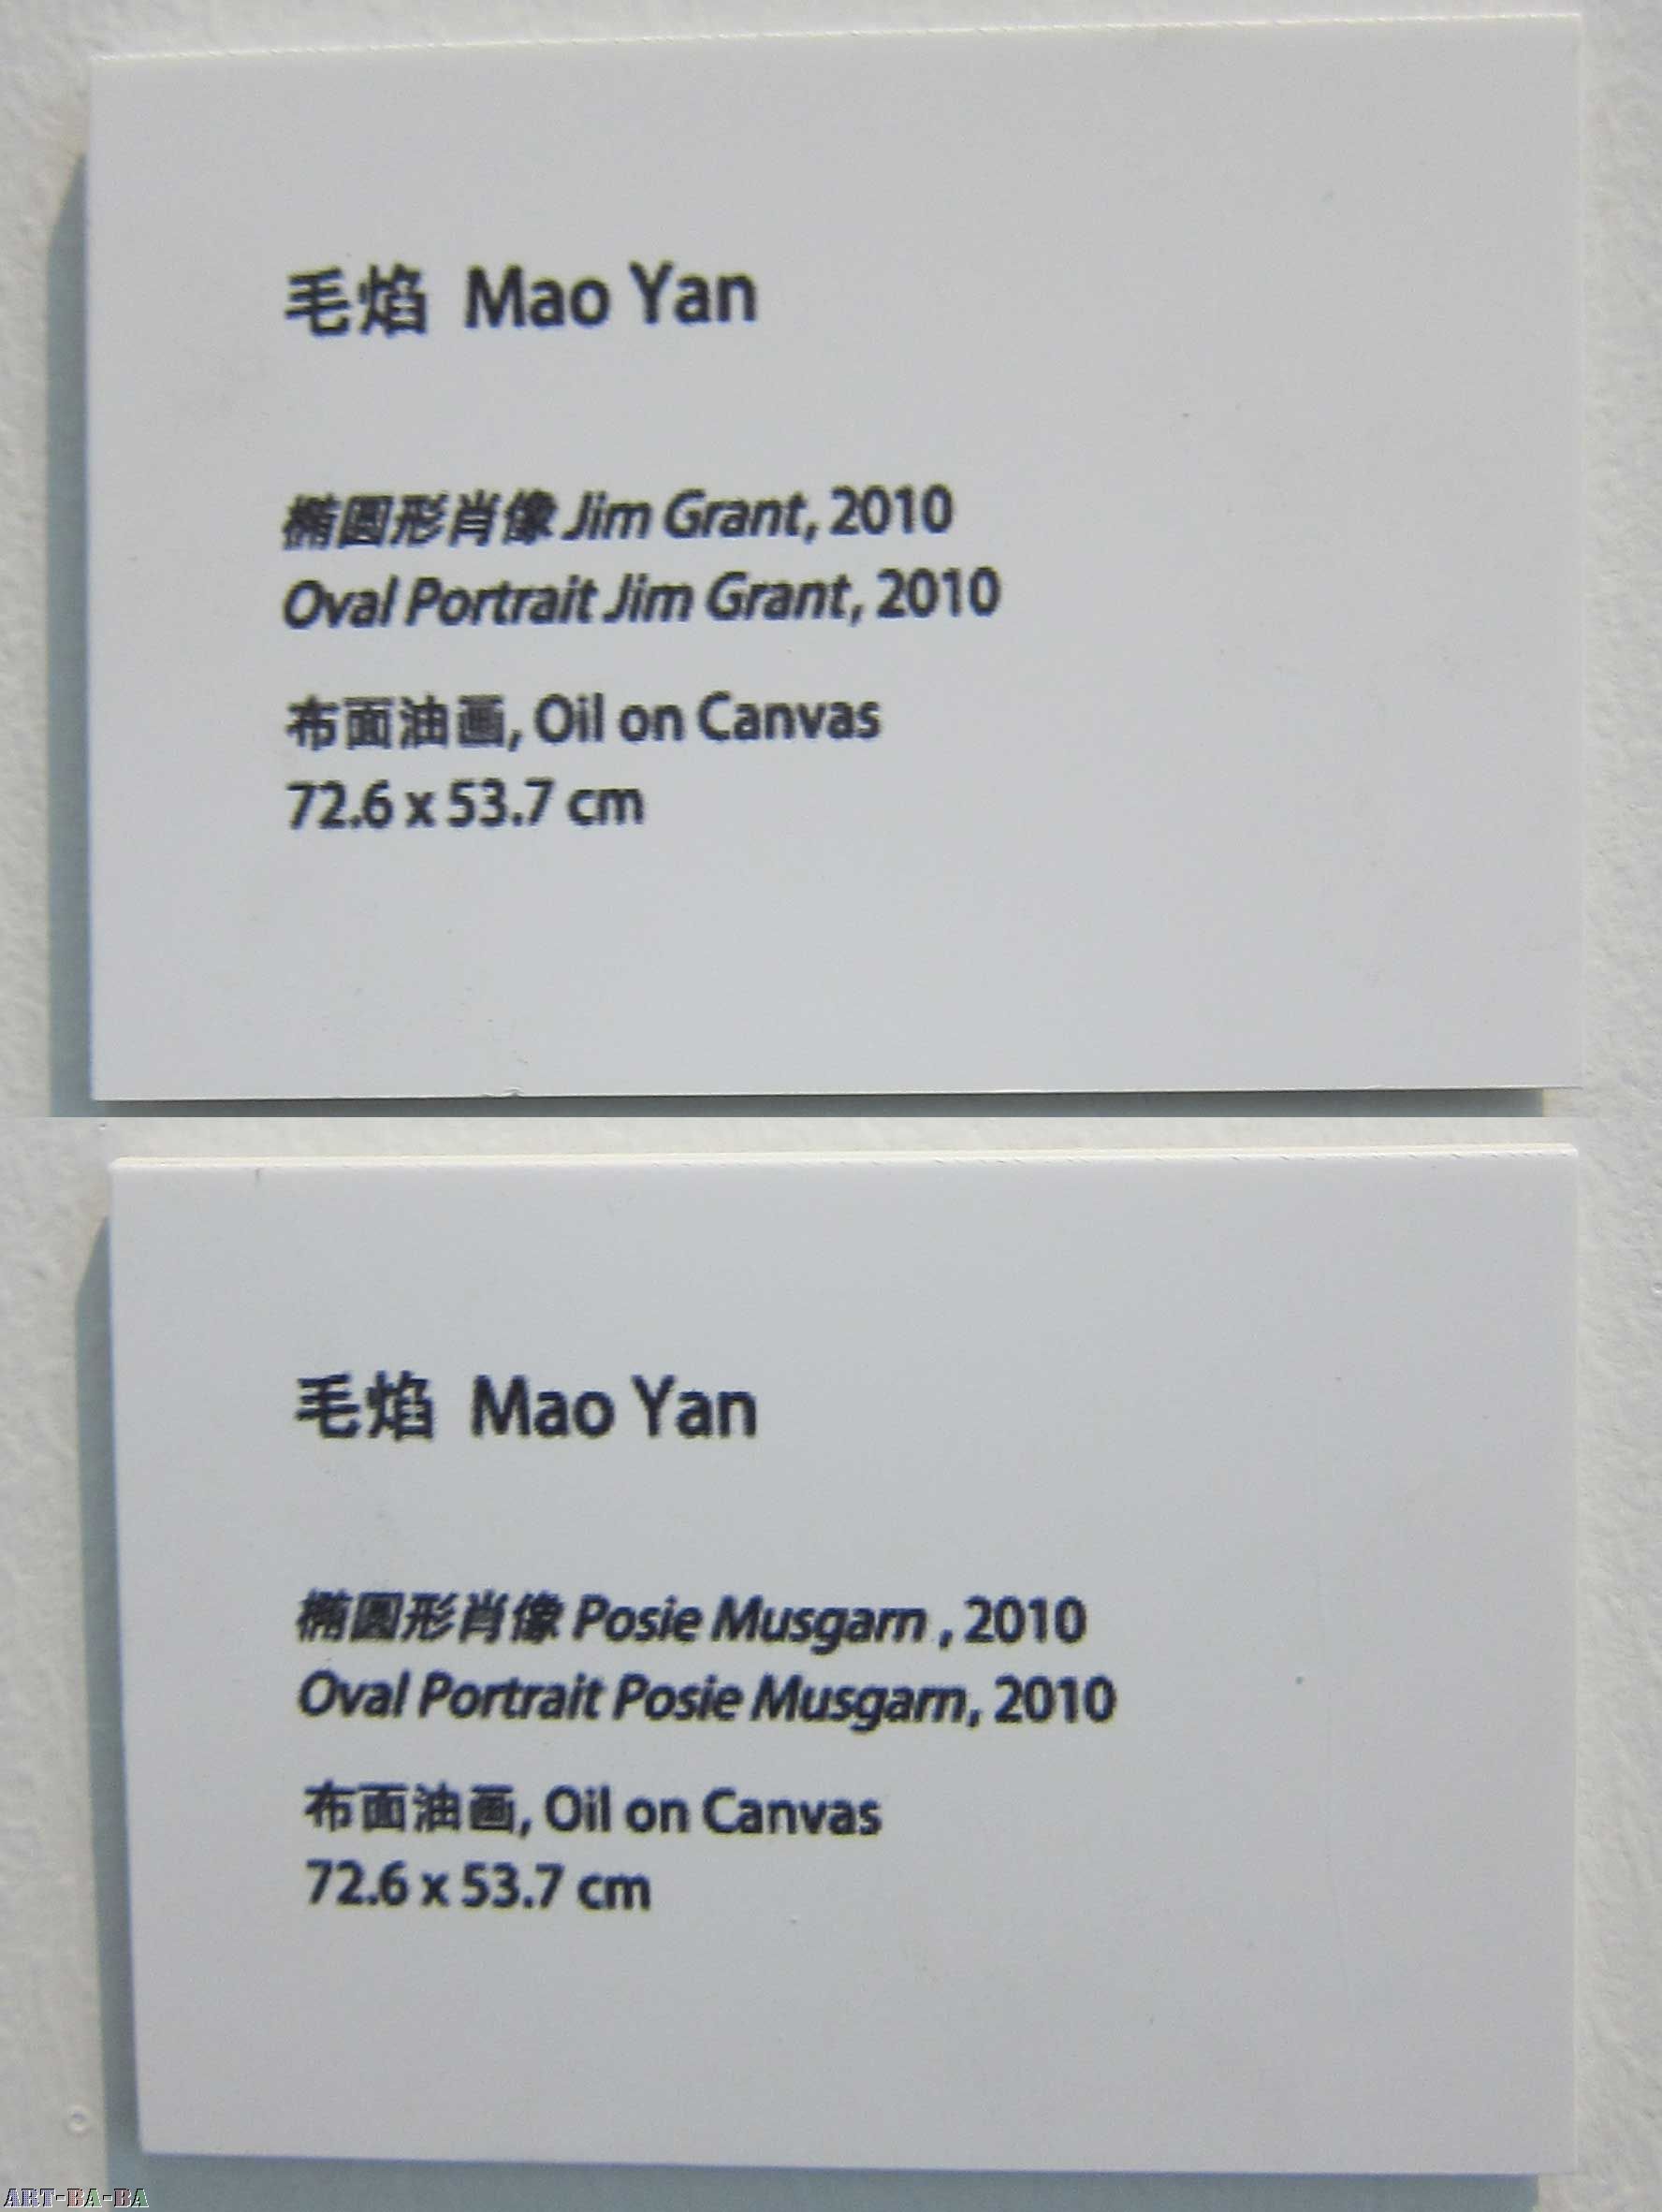 毛焰 Mao Yan
椭圆形肖像 Jim Grant, 2010
Oval Portrait Jim Grant, 2010
布面油画, Oil on Canvas
72.6 x 53.7 cm
毛焰 Mao Yan
椭圆形肖像 Posie Musgarn , 2010
Oval Portrait Posie Musgarn, 2010
布面油画, Oil on Canvas
72.6 x 53.7 cm
ART-BA-BA